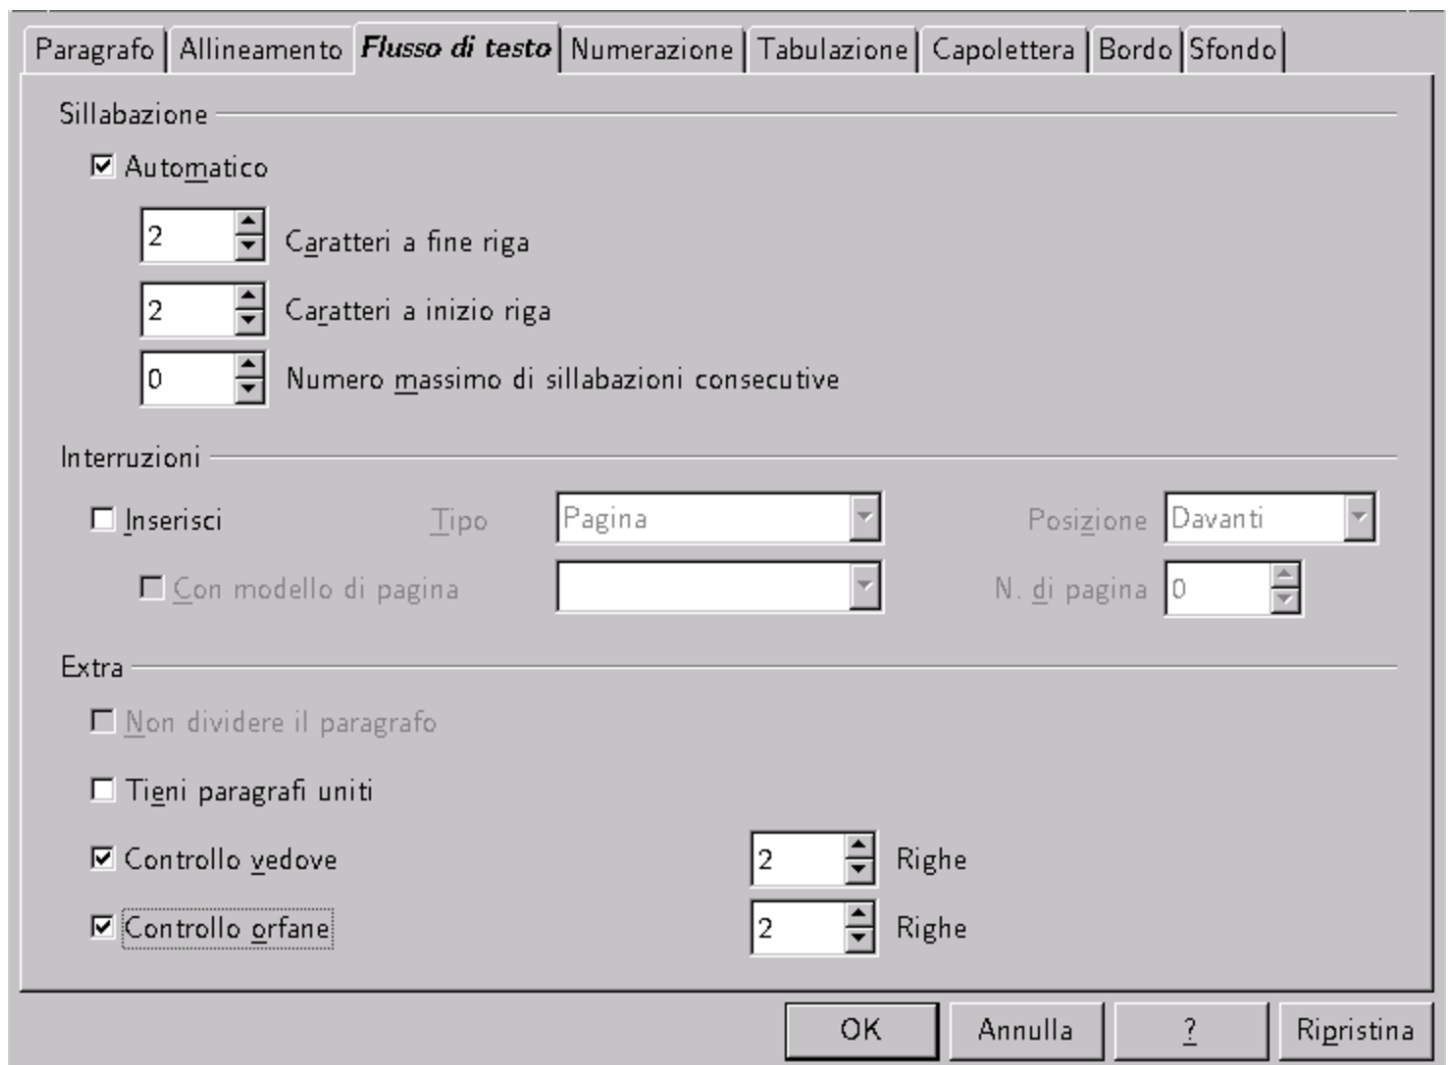 Paragrafo Allineamento Flusso di testo Numerazione Tabulazione Capolettera Bordo Sfondo
Sillabazione
Automatico
2 Caratteri a fine riga
2 Caratteri a inizio riga
0 Numero massimo di sillabazioni consecutive
Interruzioni
Inserisci Tipo Pagina Posizione Davanti
Con modello di pagina N. di pagina 0
Extra
Non dividere il paragrafo
Tieni paragrafi uniti
Controllo vedove 2 Righe
Controllo orfane 2 Righe
OK Annulla ? Ripristina